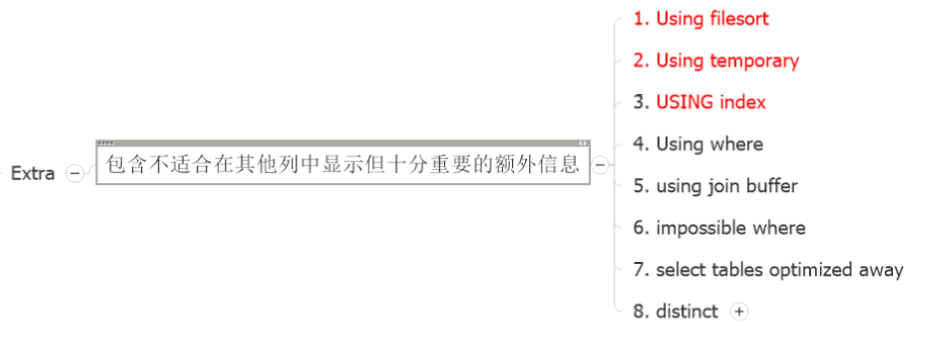 Extra
包含不适合在其他列中显示但十分重要的额外信息
1. Using filesort
2. Using temporary
3. USING index
4. Using where
5. using join buffer
6. impossible where
7. select tables optimized away
8. distinct